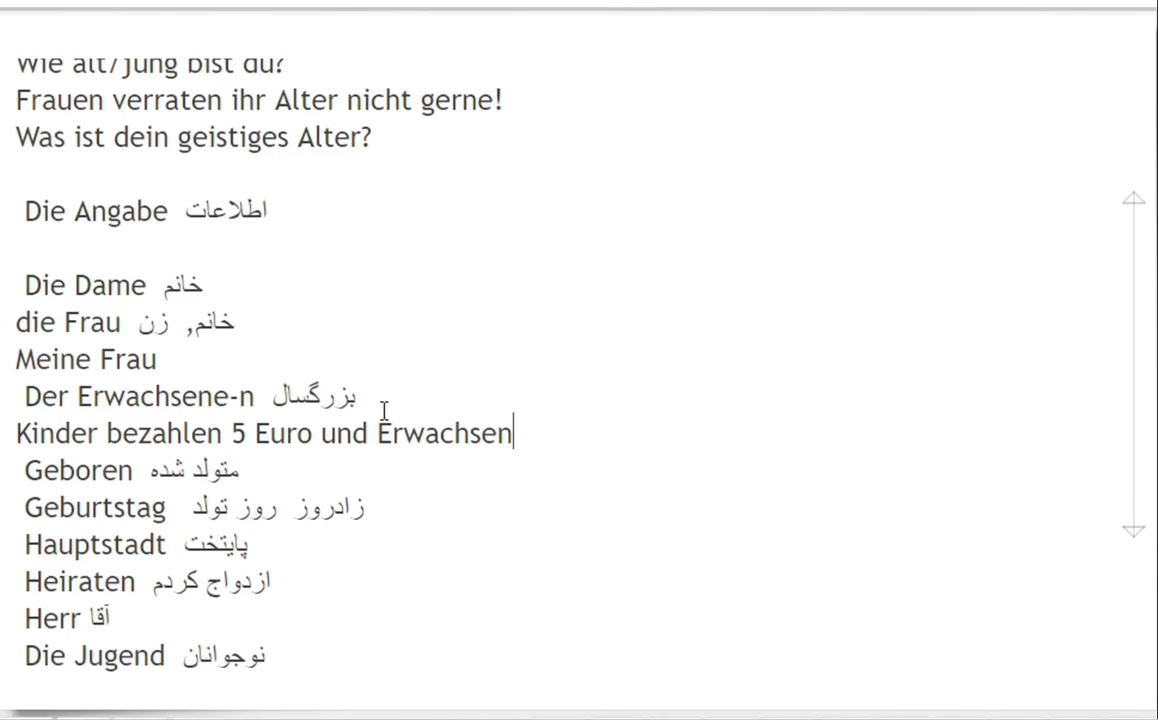 Wie alt/jung bist du?
Frauen verraten ihr Alter nicht gerne!
Was ist dein geistiges Alter?
Die Angabe اطلاعات
Die Dame خانم
die Frau خانم, زن
Meine Frau
Der Erwachsene-n بزرگسال
Kinder bezahlen 5 Euro und Erwachsen
Geboren متولد شده
Geburtstag زادروز روز تولد
Hauptstadt پایتخت
Heiraten ازدواج کردم
Herr آقا
Die Jugend نوجوانان